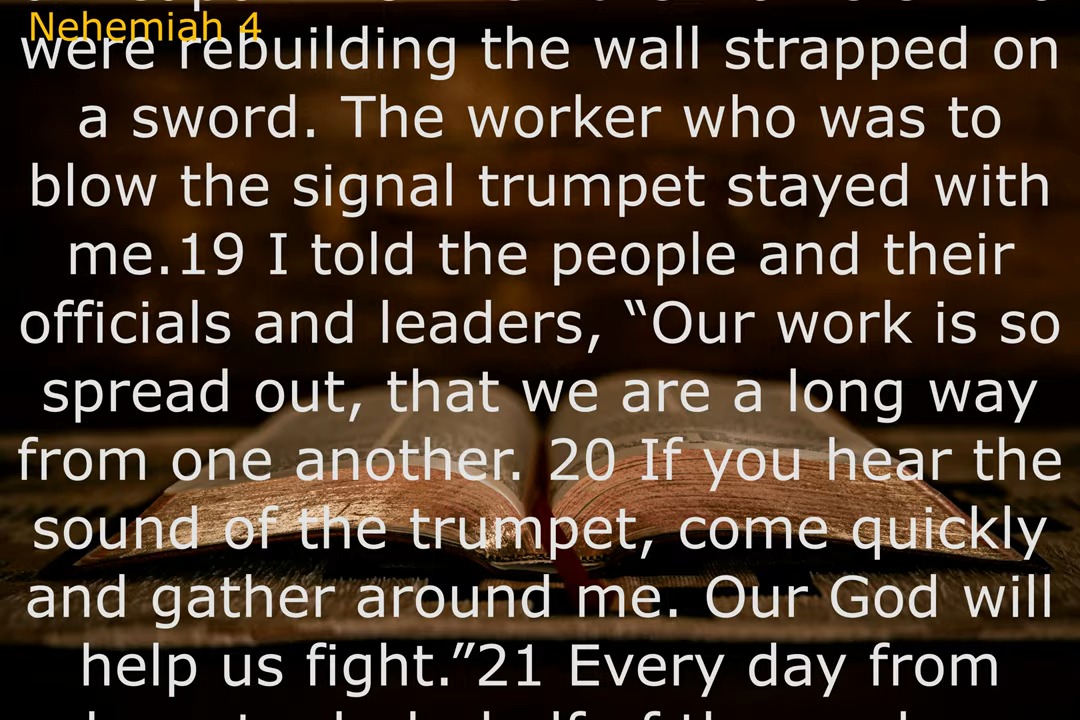 Nehemiah 4
were rebuilding the wall strapped on
a sword. The worker who was to
blow the signal trumpet stayed with
me.19 I told the people and their
officials and leaders, “Our work is so
spread out, that we are a long way
from one another. 20 If you hear the
sound of the trumpet, come quickly
and gather around me. Our God will
help us fight.”21 Every day from